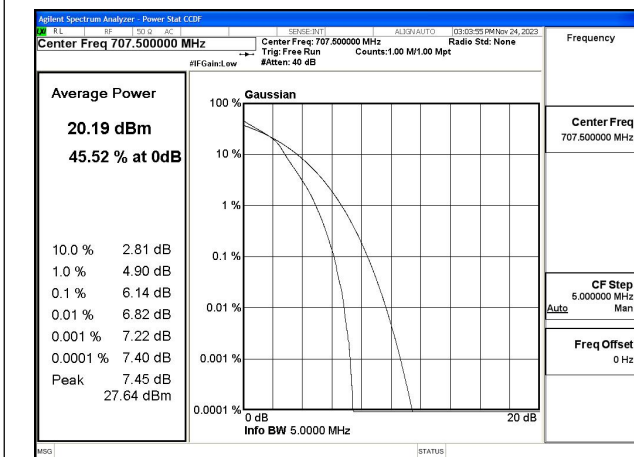 Agilent Spectrum Analyzer - Power Stat CCDF
LXI RL RF 50 Ω AC SENSE:INT ALIGN AUTO 03:03:55 PM Nov 24, 2023
Center Freq 707.500000 MHz
Center Freq: 707.500000 MHz Radio Std: None
Trig: Free Run Counts:1.00 M/1.00 Mpt
#IFGain:Low #Atten: 40 dB
Frequency
Average Power
20.19 dBm
45.52 % at 0dB
10.0 % 2.81 dB
1.0 % 4.90 dB
0.1 % 6.14 dB
0.01 % 6.82 dB
0.001 % 7.22 dB
0.0001 % 7.40 dB
Peak 7.45 dB
27.64 dBm
Gaussian
100 %
10 %
1 %
0.1 %
0.01 %
0.001 %
0.0001 %
0 dB 20 dB
Info BW 5.0000 MHz
Center Freq
707.500000 MHz
CF Step
5.000000 MHz
Auto Man
Freq Offset
0 Hz
MSG STATUS